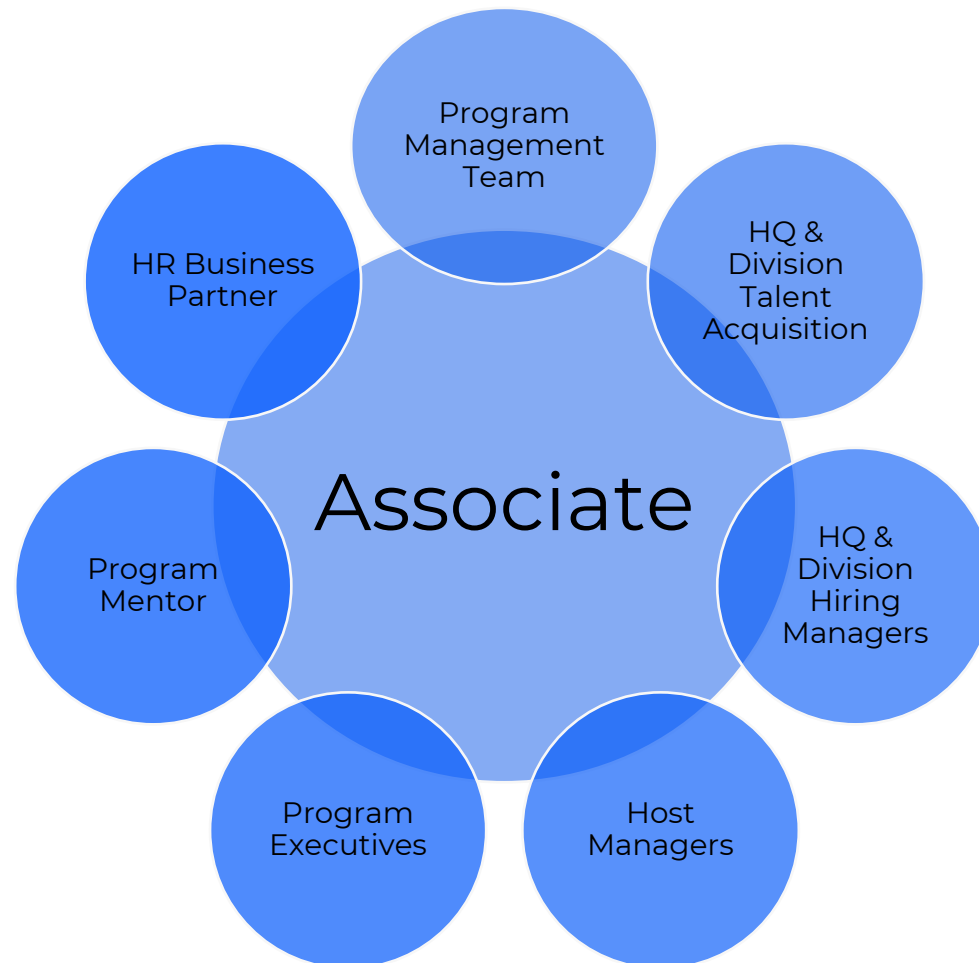 Program
Management
Team
HQ &
Division
Talent
Acquisition
HQ &
Division
Hiring
Managers
Host
Managers
Program
Executives
Program
Mentor
HR Business
Partner
Associate